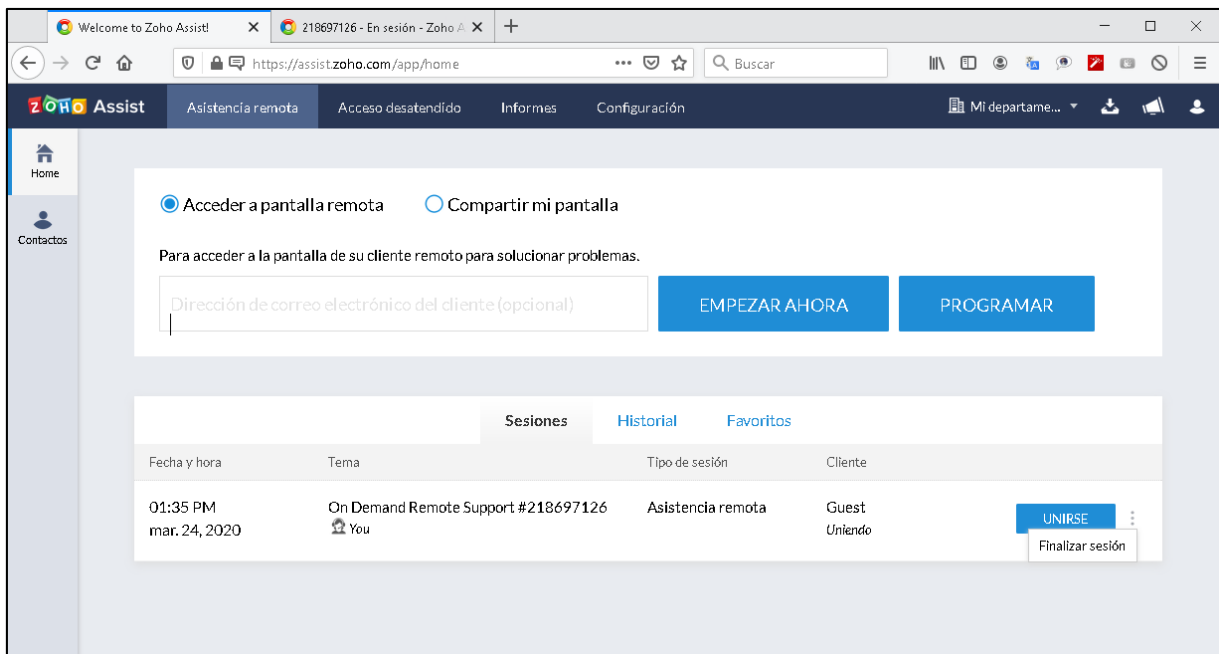 Welcome to Zoho Assist!
218697126 - En sesión - Zoho A
https://assist.zoho.com/app/home
Buscar
ZOHO Assist
Asistencia remota
Acceso desatendido
Informes
Configuración
Mi departame...
Home
Contactos
Acceder a pantalla remota
Compartir mi pantalla
Para acceder a la pantalla de su cliente remoto para solucionar problemas.
Dirección de correo electrónico del cliente (opcional)
EMPEZAR AHORA
PROGRAMAR
Sesiones
Historial
Favoritos
Fecha y hora
Tema
Tipo de sesión
Cliente
01:35 PM
mar. 24, 2020
On Demand Remote Support #218697126
You
Asistencia remota
Guest
Uniendo
UNIRSE
Finalizar sesión